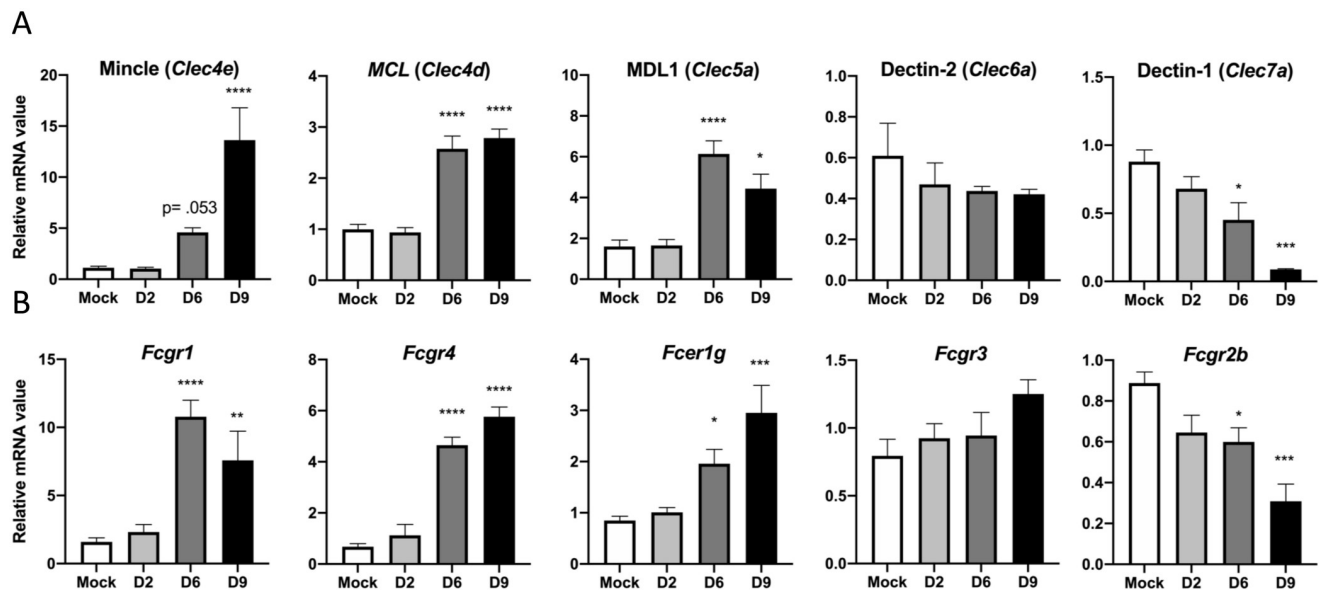 A
Mincle (Clec4e)
Relative mRNA value
20
15
10
5
0
p= .053
****
Mock D2 D6 D9
MCL (Clec4d)
4
3
2
1
0
**** ****
Mock D2 D6 D9
MDL1 (Clec5a)
10
8
6
4
2
0
**** *
Mock D2 D6 D9
Dectin-2 (Clec6a)
1.0
0.8
0.6
0.4
0.2
0.0
Mock D2 D6 D9
Dectin-1 (Clec7a)
1.5
1.0
0.5
0.0
* ***
Mock D2 D6 D9
B
Fcgr1
Relative mRNA value
15
10
5
0
**** **
Mock D2 D6 D9
Fcgr4
8
6
4
2
0
**** ****
Mock D2 D6 D9
Fcer1g
4
3
2
1
0
* ***
Mock D2 D6 D9
Fcgr3
1.5
1.0
0.5
0.0
Mock D2 D6 D9
Fcgr2b
1.0
0.8
0.6
0.4
0.2
0.0
* ***
Mock D2 D6 D9